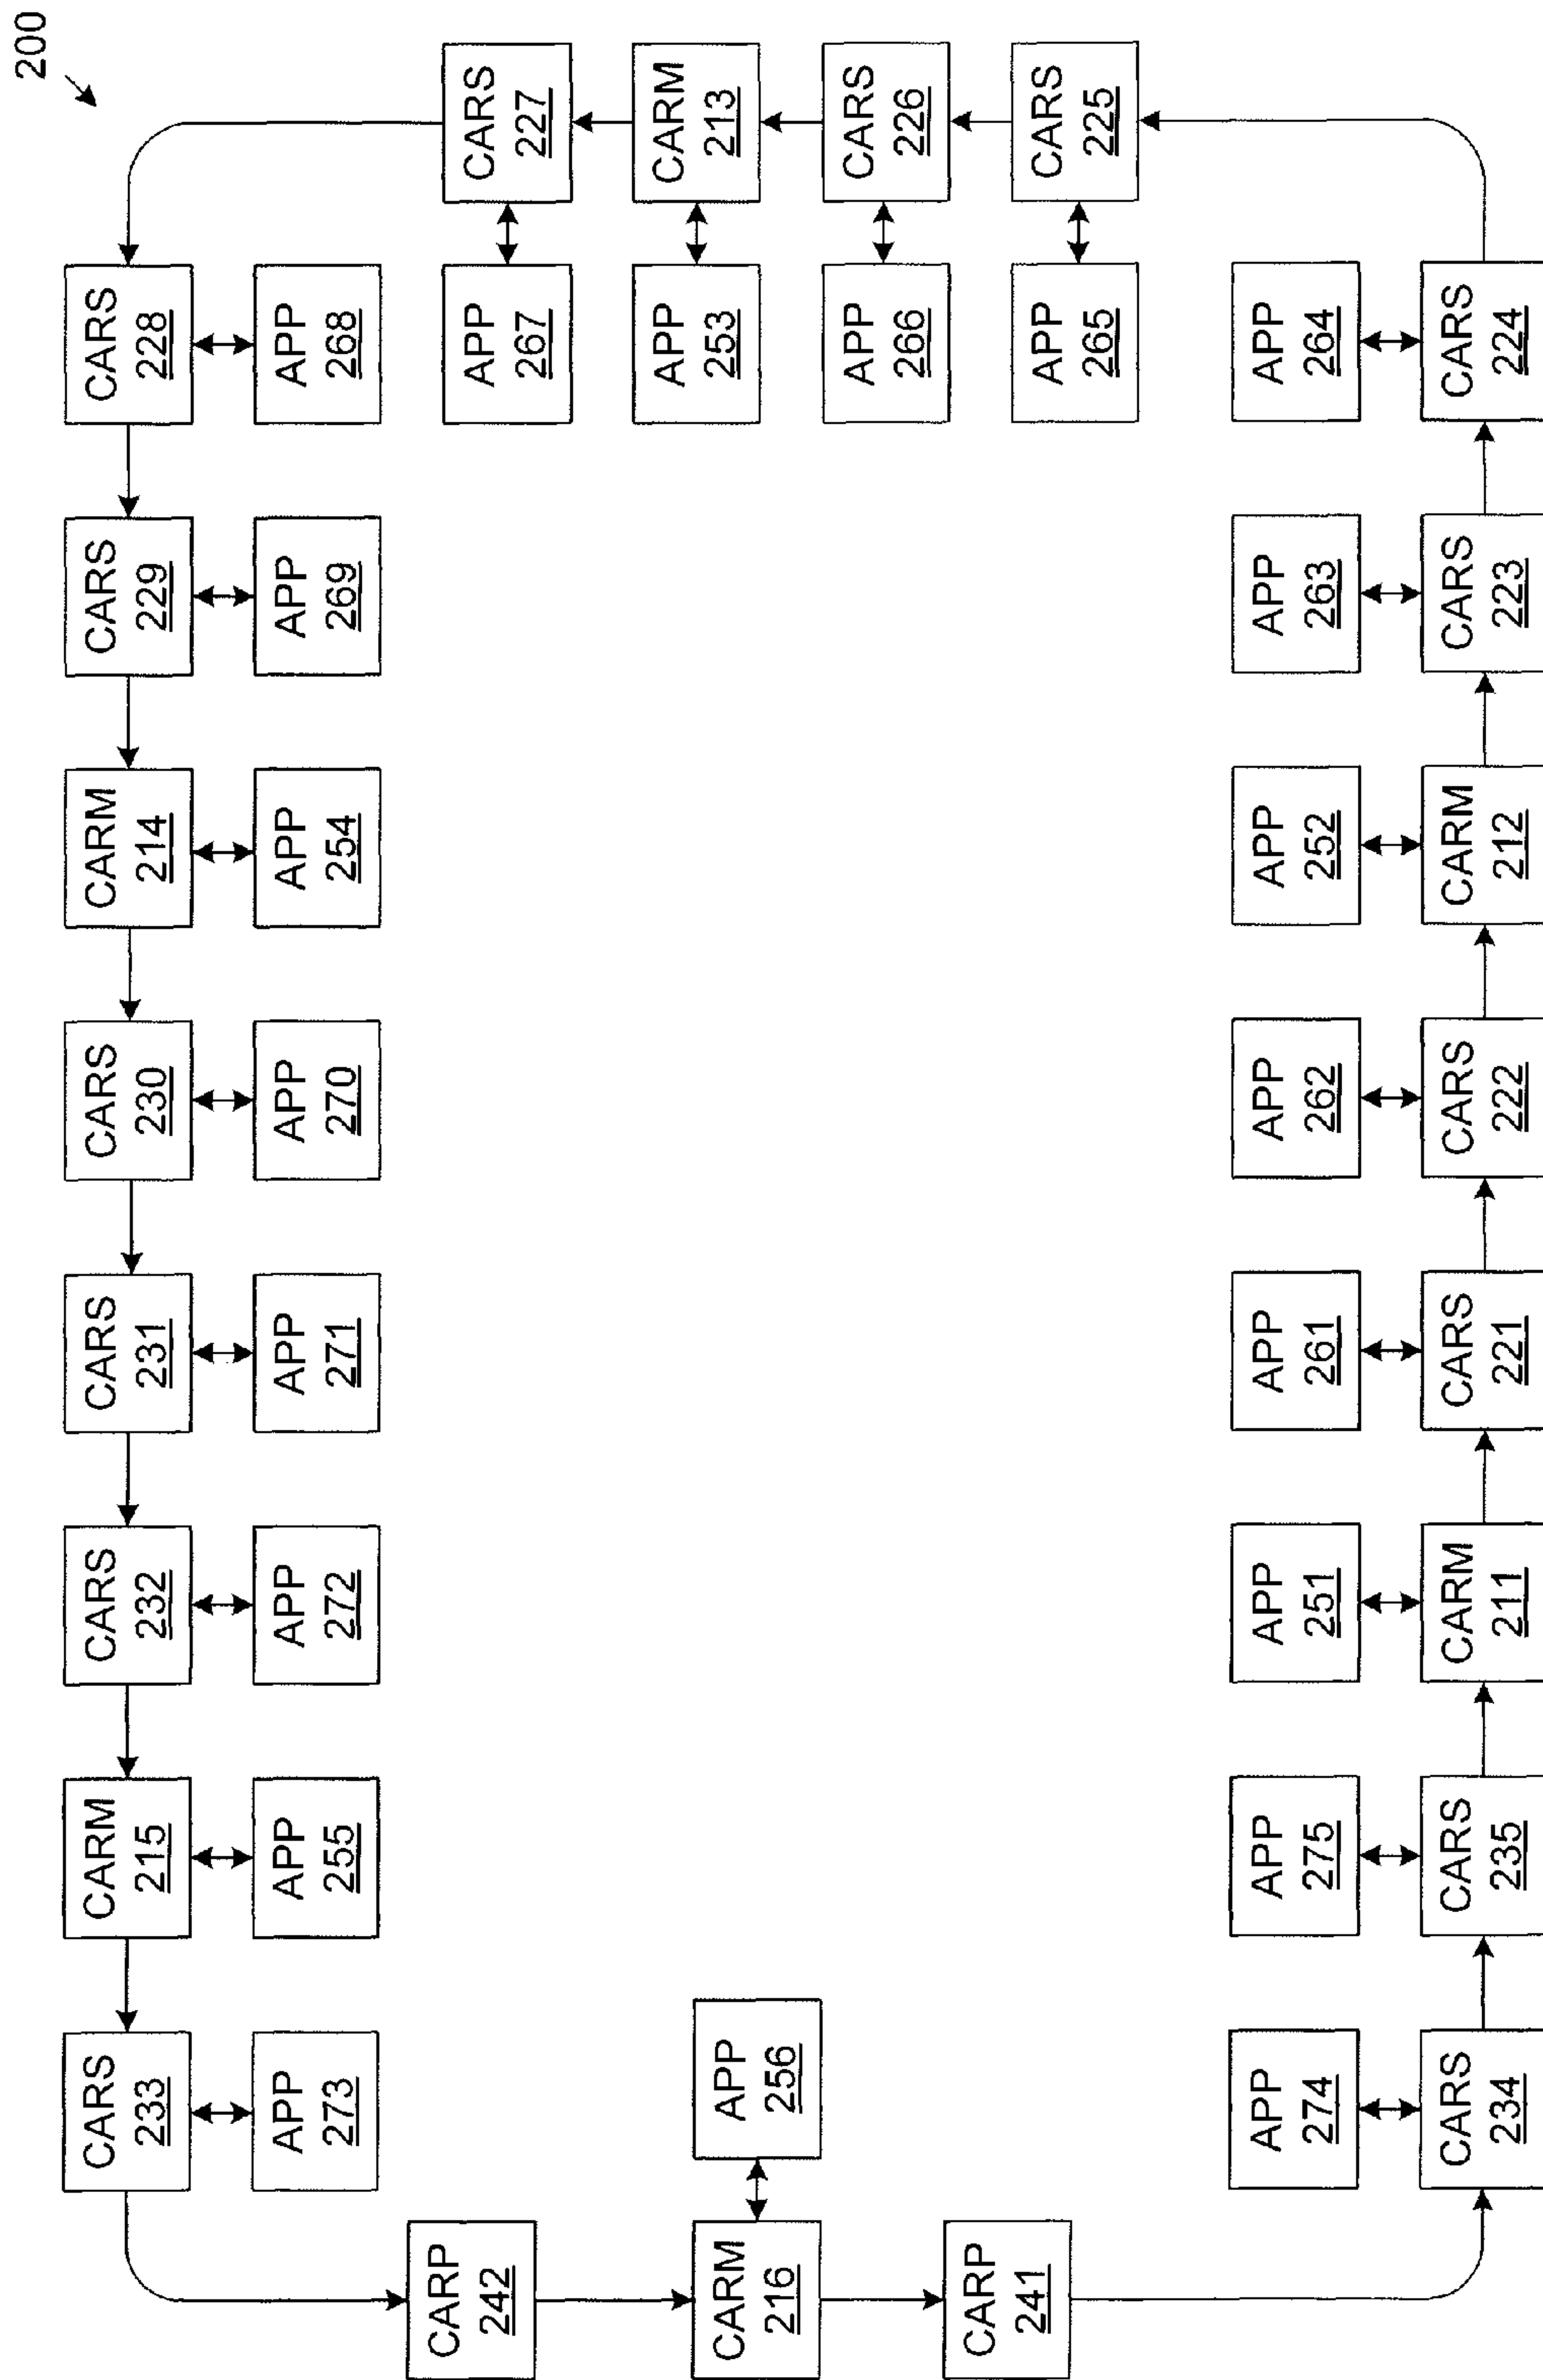 200
CARS
233
CARM
215
CARS
232
CARS
231
CARS
230
CARM
214
CARS
229
CARS
228
APP
273
APP
255
APP
272
APP
271
APP
270
APP
254
APP
269
APP
268
CARP
242
APP
267
CARS
227
CARM
216
APP
256
APP
253
CARM
213
APP
266
CARS
226
CARP
241
APP
265
CARS
225
APP
274
APP
275
APP
251
APP
261
APP
262
APP
252
APP
263
APP
264
CARS
234
CARS
235
CARM
211
CARS
221
CARS
222
CARM
212
CARS
223
CARS
224